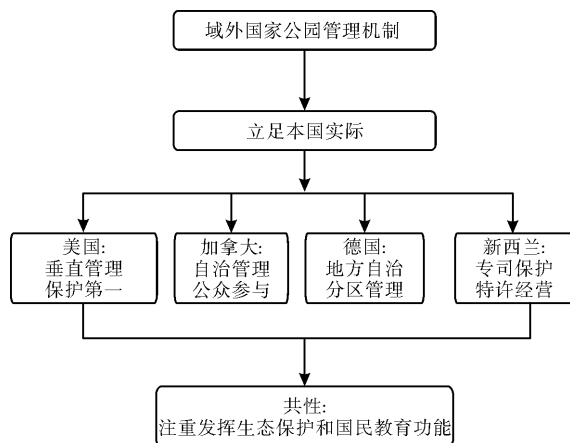 域外国家公园管理机制
立足本国实际
美国:
垂直管理
保护第一
加拿大:
自治管理
公众参与
德国:
地方自治
分区管理
新西兰:
专司保护
特许经营
共性:
注重发挥生态保护和国民教育功能